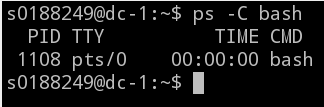 s0188249@dc-1:~$ ps -C bash
  PID TTY          TIME CMD
 1108 pts/0    00:00:00 bash
s0188249@dc-1:~$